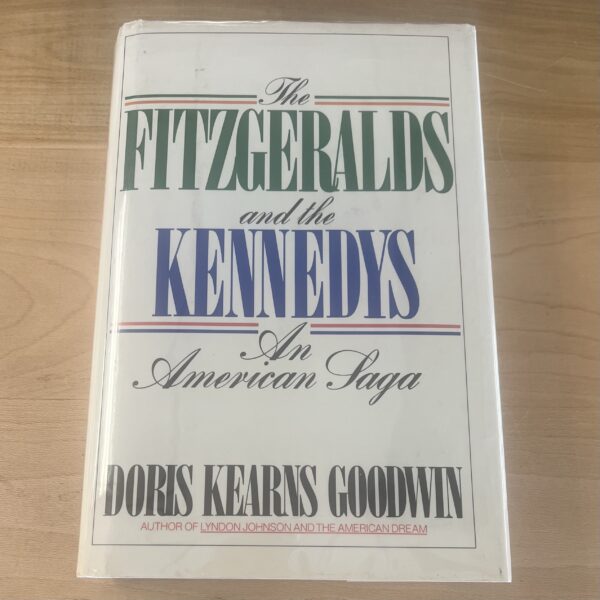 The
FITZGERALDS
and the
KENNEDYS
An
American Saga
DORIS KEARNS GOODWIN
AUTHOR OF LYNDON JOHNSON AND THE AMERICAN DREAM